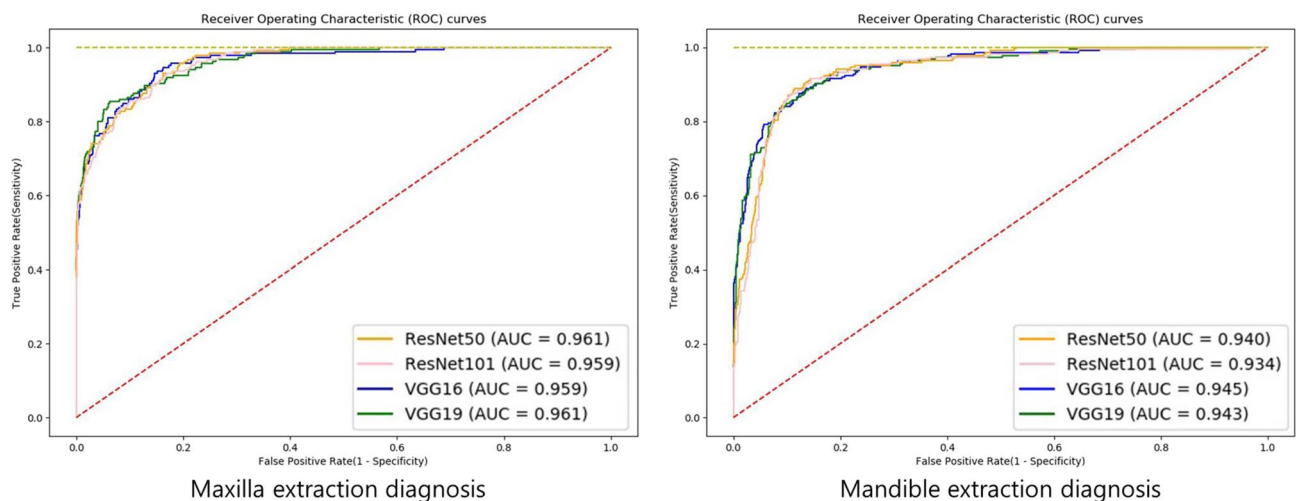 Receiver Operating Characteristic (ROC) curves
1.0
0.8
0.6
0.4
0.2
0.0
True Positive Rate(Sensitivity)
ResNet50 (AUC = 0.961)
ResNet101 (AUC = 0.959)
VGG16 (AUC = 0.959)
VGG19 (AUC = 0.961)
0.0 0.2 0.4 0.6 0.8 1.0
False Positive Rate(1 - Specificity)
Maxilla extraction diagnosis
Receiver Operating Characteristic (ROC) curves
1.0
0.8
0.6
0.4
0.2
0.0
True Positive Rate(Sensitivity)
ResNet50 (AUC = 0.940)
ResNet101 (AUC = 0.934)
VGG16 (AUC = 0.945)
VGG19 (AUC = 0.943)
0.0 0.2 0.4 0.6 0.8 1.0
False Positive Rate(1 - Specificity)
Mandible extraction diagnosis